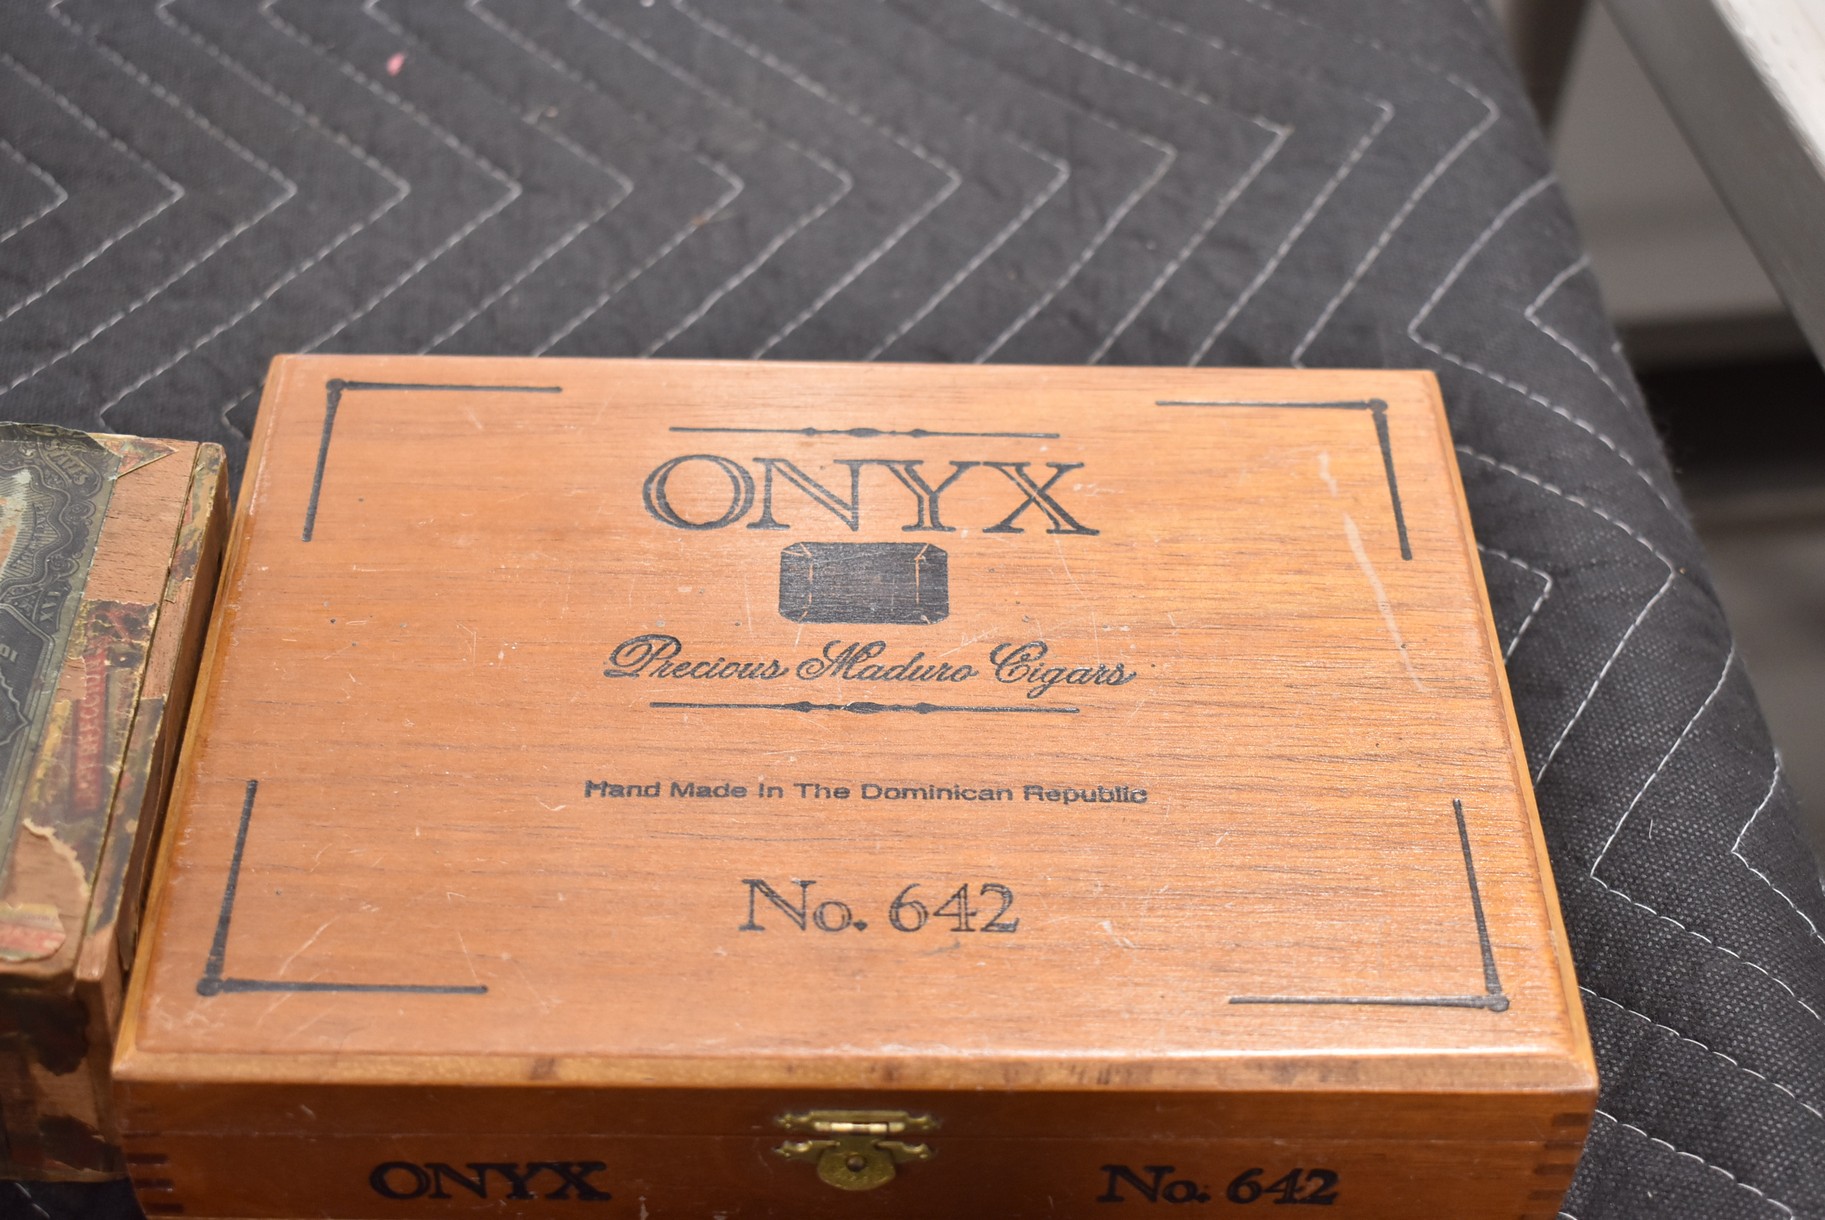 ONYX
Precious Maduro Cigars
Hand Made In The Dominican Republic
No. 642
ONYX No. 642